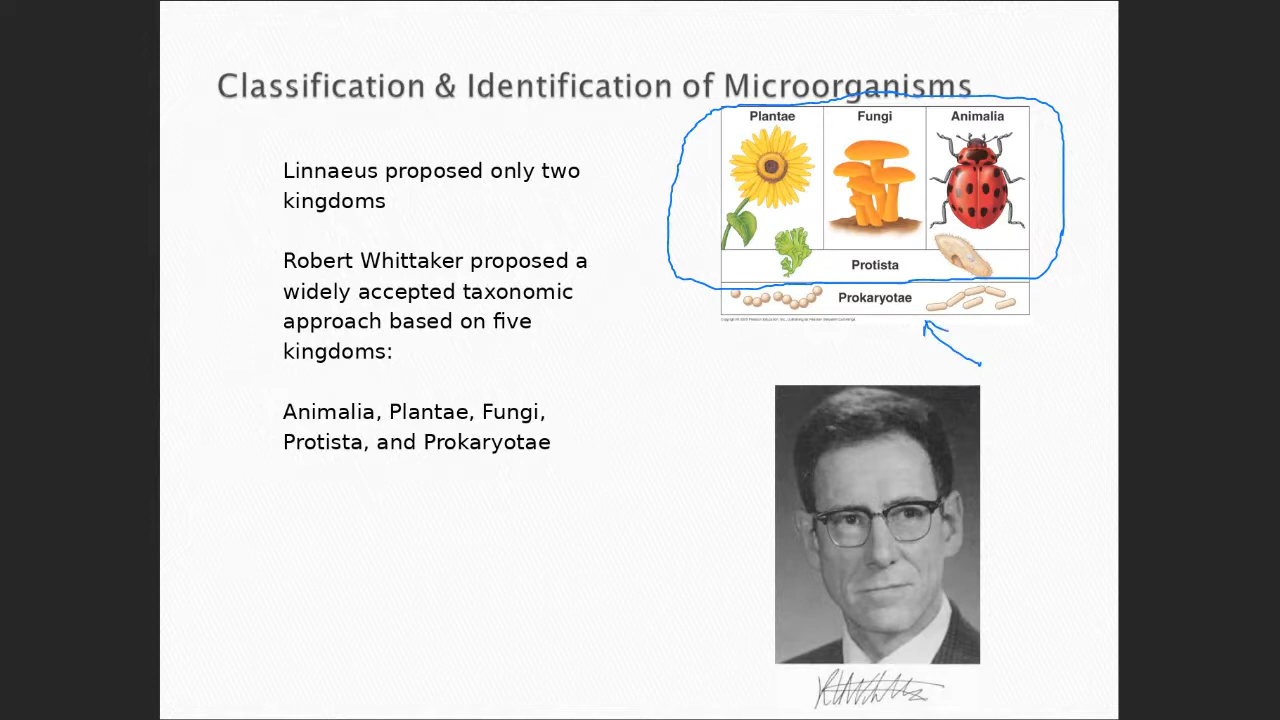 Classification & Identification of Microorganisms
Plantae Fungi Animalia
Linnaeus proposed only two
kingdoms
Robert Whittaker proposed a
widely accepted taxonomic
approach based on five
kingdoms:
Animalia, Plantae, Fungi,
Protista, and Prokaryotae
Protista
Prokaryotae